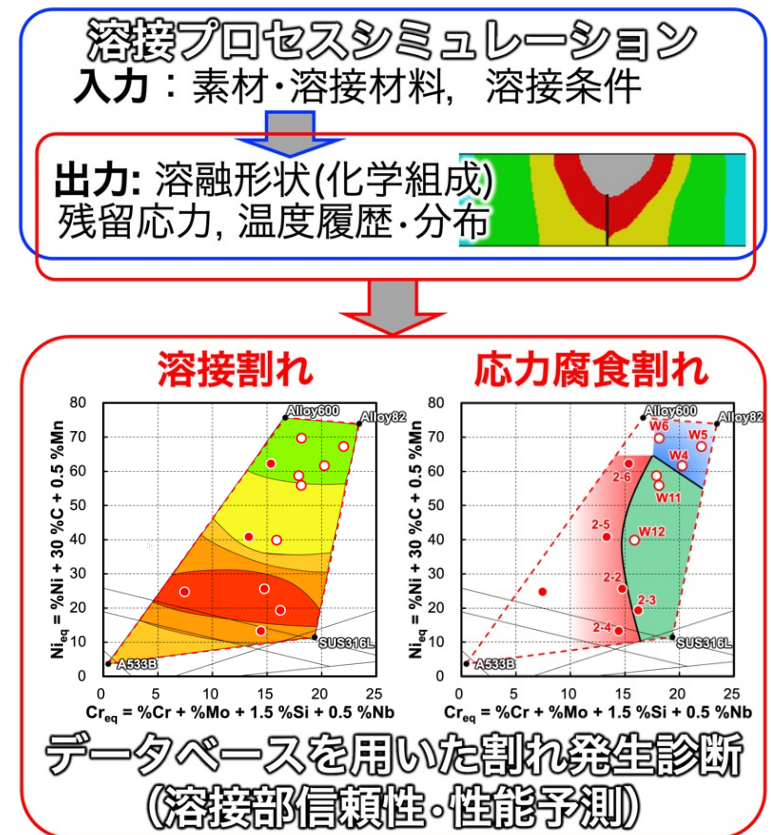 溶接プロセスシミュレーション
入力：素材・溶接材料, 溶接条件
出力: 溶融形状(化学組成)
残留応力, 温度履歴・分布
溶接割れ
応力腐食割れ
80
70
60
50
40
30
20
10
0
0 5 10 15 20 25
Ni_eq = %Ni + 30 %C + 0.5 %Mn
Cr_eq = %Cr + %Mo + 1.5 %Si + 0.5 %Nb
Alloy600
Alloy82
SUS316L
A533B
80
70
60
50
40
30
20
10
0
0 5 10 15 20 25
Ni_eq = %Ni + 30 %C + 0.5 %Mn
Cr_eq = %Cr + %Mo + 1.5 %Si + 0.5 %Nb
Alloy600
Alloy82
W6
W5
W4
2-6
W11
2-5
W12
2-2
2-3
2-4
SUS316L
A533B
データベースを用いた割れ発生診断
（溶接部信頼性・性能予測）